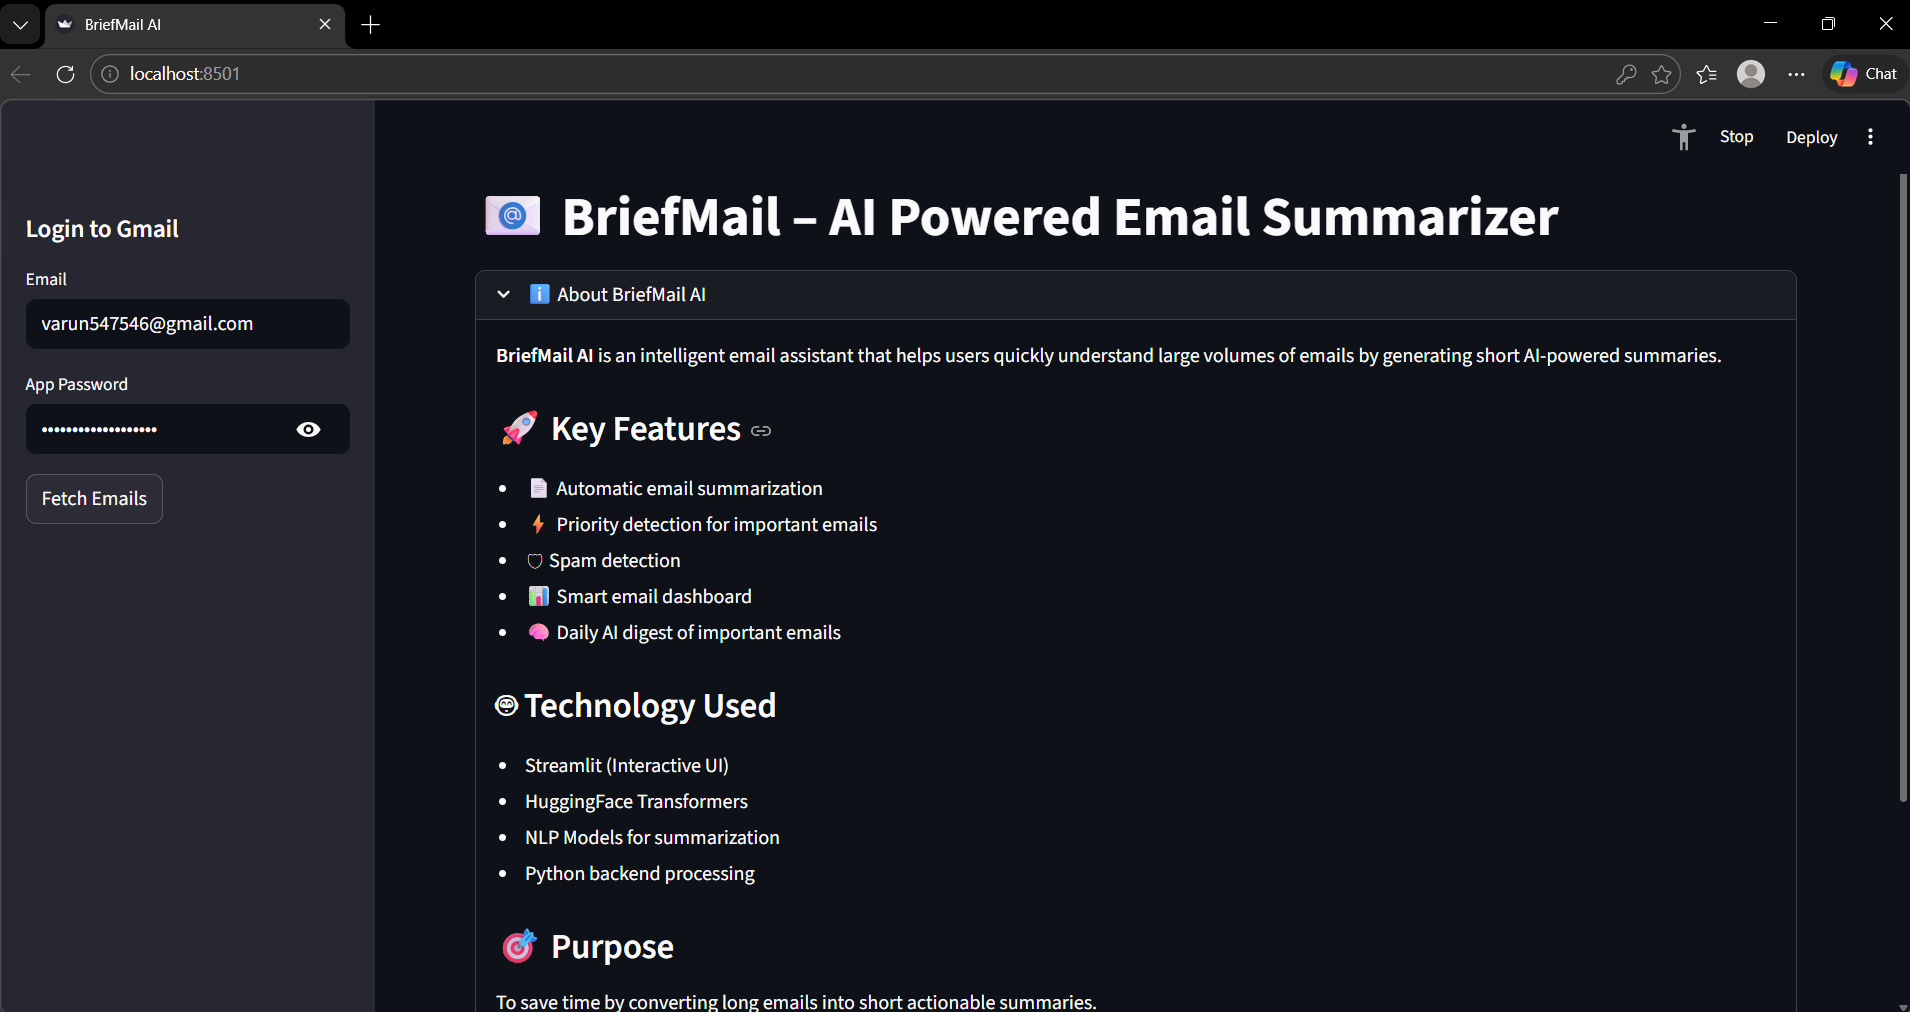 BriefMail AI
localhost:8501
Chat
Stop
Deploy
Login to Gmail
Email
varun547546@gmail.com
App Password
•••••••••••••••••••
Fetch Emails
BriefMail – AI Powered Email Summarizer
About BriefMail AI
BriefMail AI is an intelligent email assistant that helps users quickly understand large volumes of emails by generating short AI-powered summaries.
Key Features
Automatic email summarization
Priority detection for important emails
Spam detection
Smart email dashboard
Daily AI digest of important emails
Technology Used
Streamlit (Interactive UI)
HuggingFace Transformers
NLP Models for summarization
Python backend processing
Purpose
To save time by converting long emails into short actionable summaries.